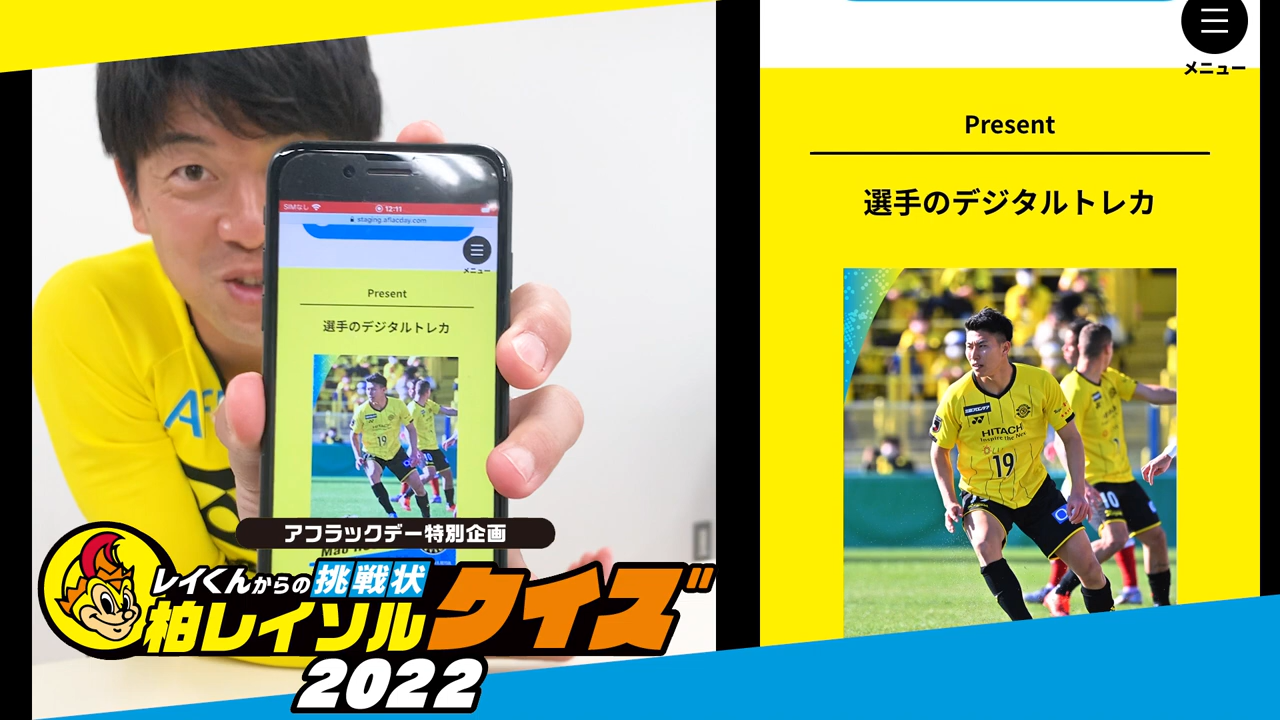 メニュー
Present
選手のデジタルトレカ
HITACHI
Inspire the Next
19
10
SIMなし
12:11
staging.aflacday.com
メニュー
Present
選手のデジタルトレカ
HITACHI
19
アフラックデー特別企画
レイくんからの挑戦状
柏レイソルクイズ
2022